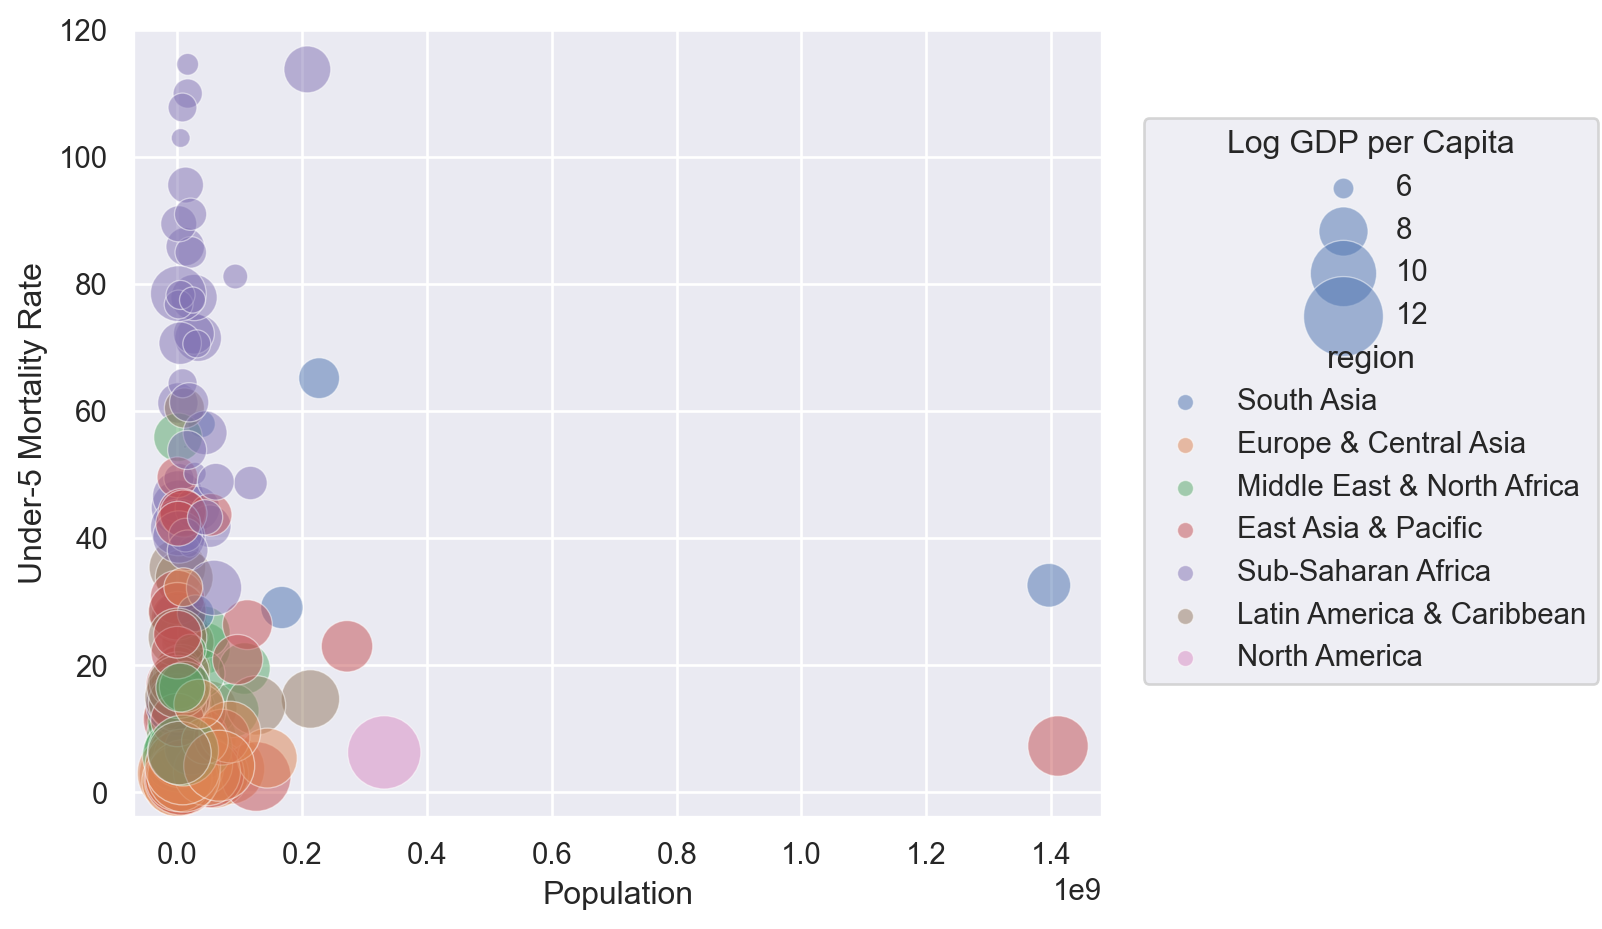 120
100
80
60
40
20
0
Under-5 Mortality Rate
0.0 0.2 0.4 0.6 0.8 1.0 1.2 1.4
1e9
Population
Log GDP per Capita
6
8
10
12
region
South Asia
Europe & Central Asia
Middle East & North Africa
East Asia & Pacific
Sub-Saharan Africa
Latin America & Caribbean
North America